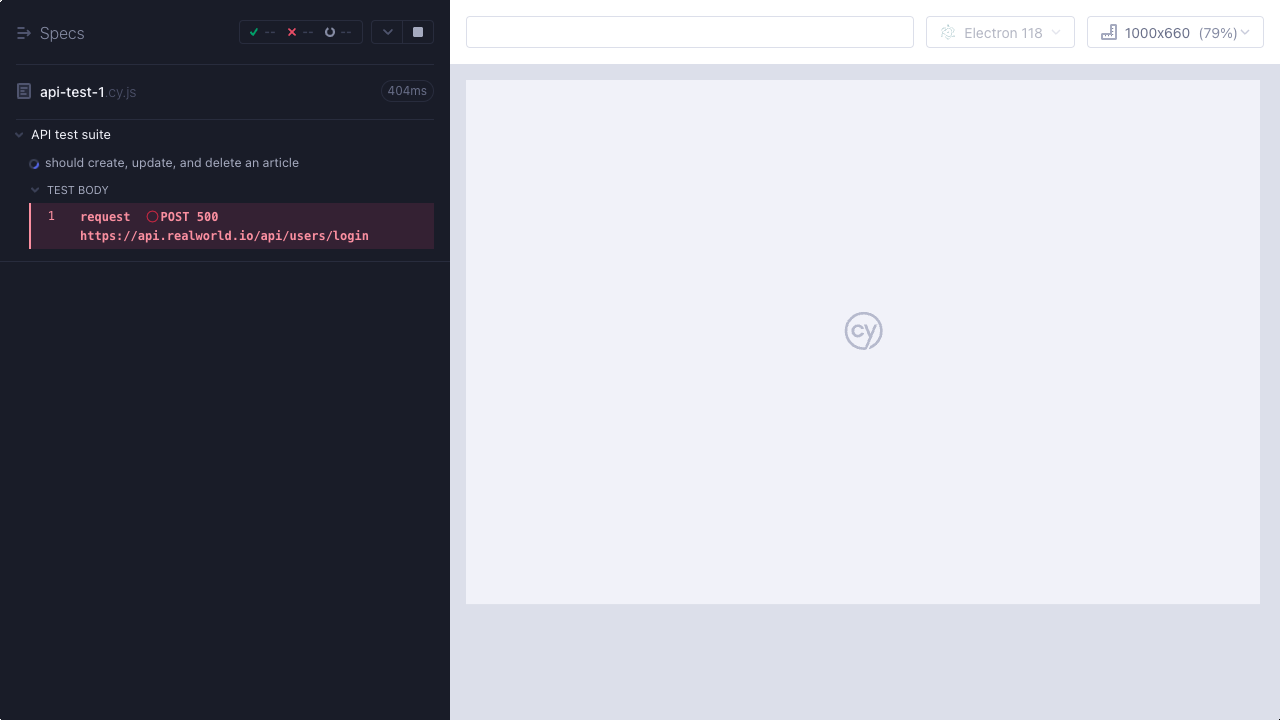 Specs
-- -- --
Electron 118
1000x660 (79%)
api-test-1.cy.js
404ms
API test suite
should create, update, and delete an article
TEST BODY
1 request POST 500
https://api.realworld.io/api/users/login
cy